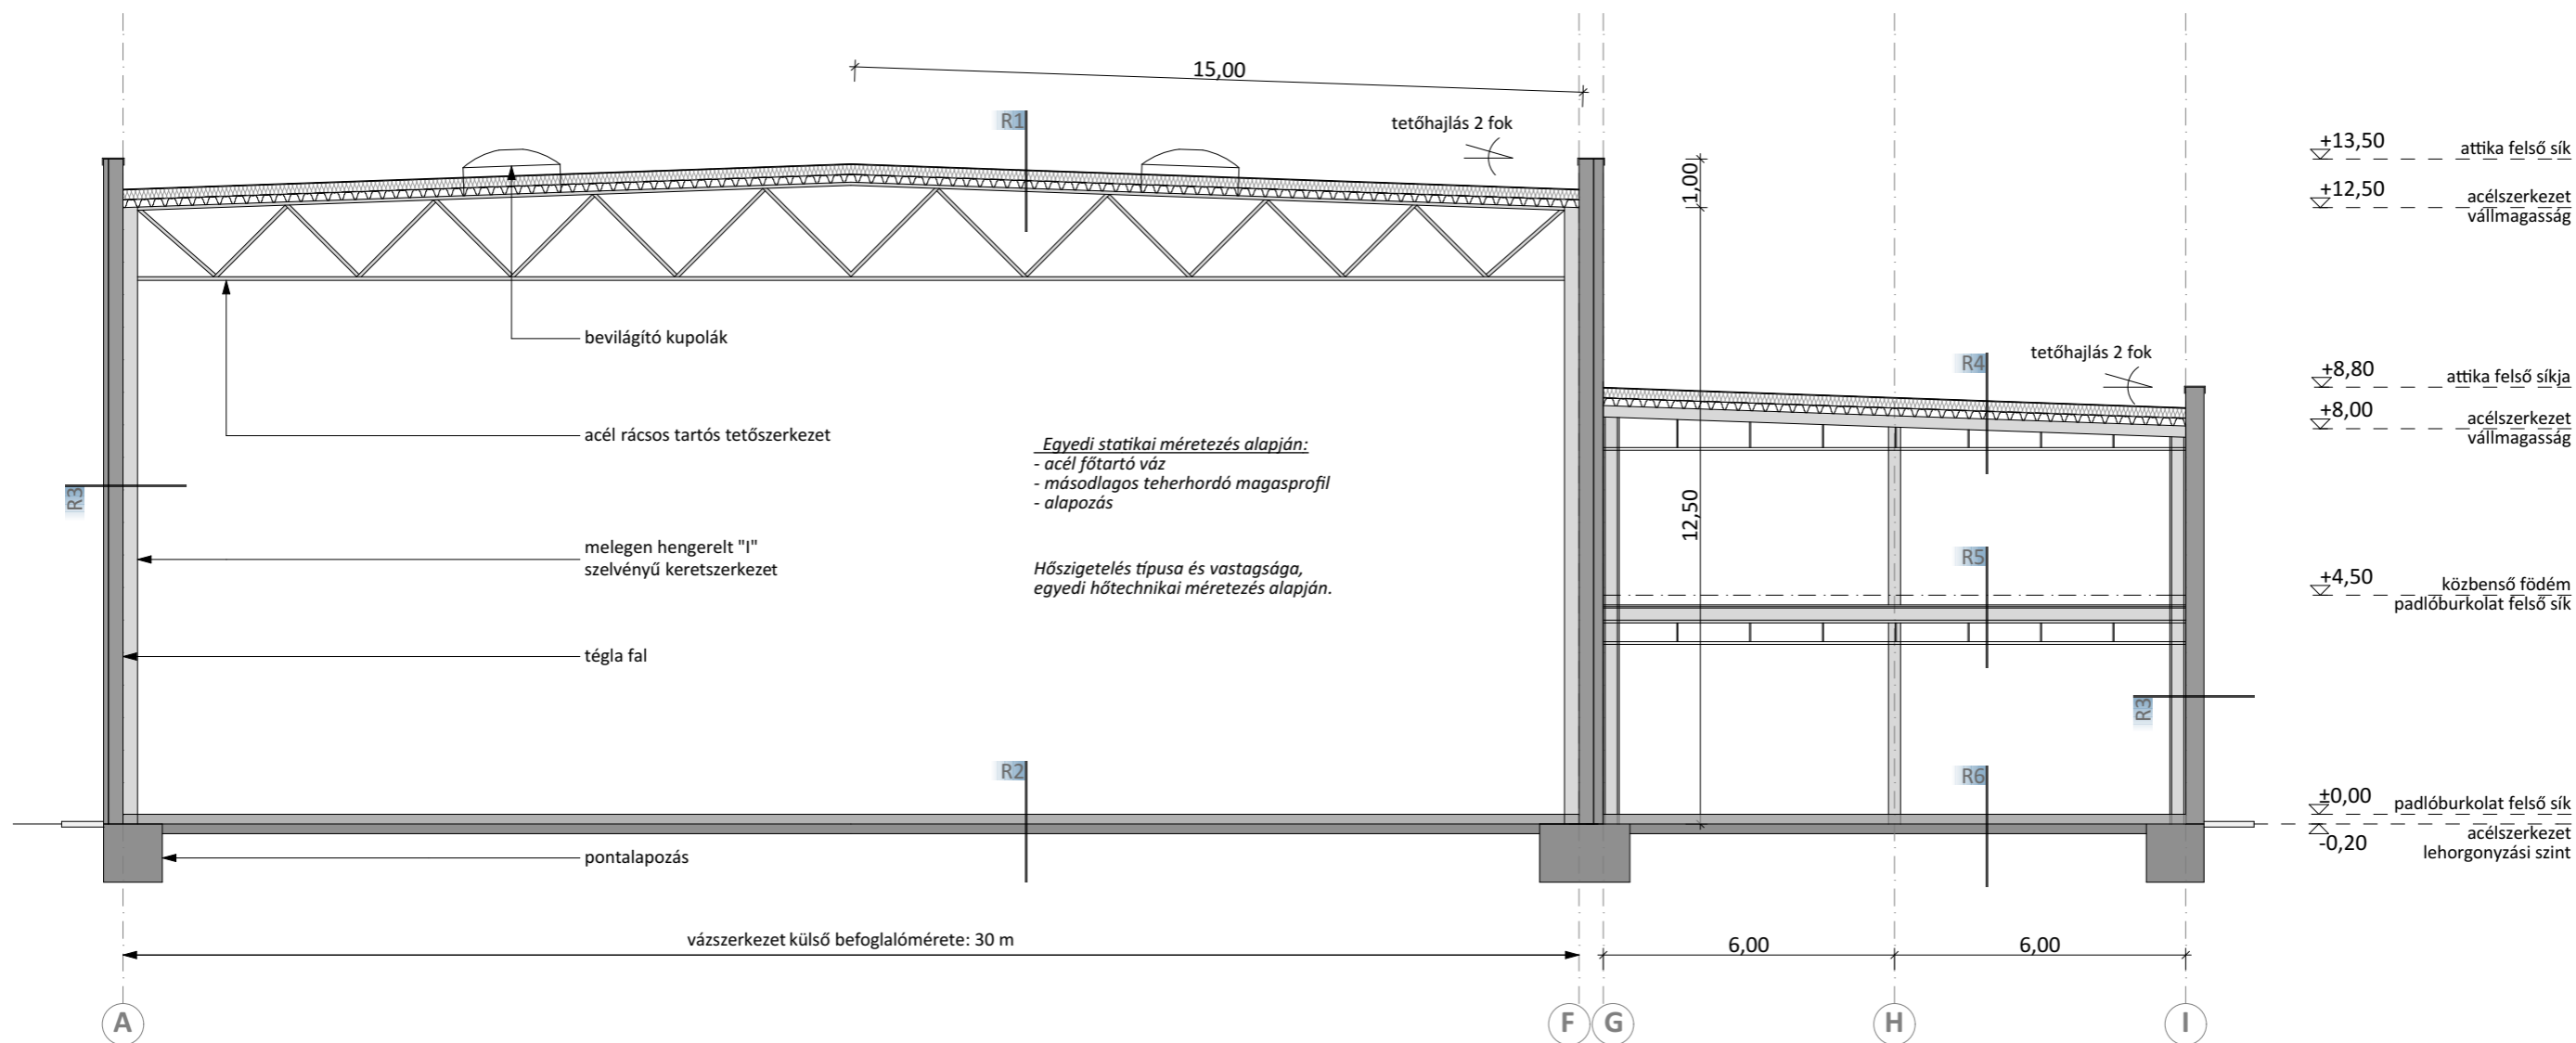 15,00
R1
tetőhajlás 2 fok
+13,50
attika felső sík
1,00
+12,50
acélszerkezet
vállmagasság
bevilágító kupolák
tetőhajlás 2 fok
R4
+8,80
attika felső síkja
+8,00
acélszerkezet
vállmagasság
acél rácsos tartós tetőszerkezet
Egyedi statikai méretezés alapján:
- acél főtartó váz
- másodlagos teherhordó magasprofil
- alapozás
R3
12,50
melegen hengerelt "I"
szelvényű keretszerkezet
Hőszigetelés típusa és vastagsága,
egyedi hőtechnikai méretezés alapján.
R5
+4,50
közbenső födém
padlóburkolat felső sík
tégla fal
R3
R2
R6
±0,00
padlóburkolat felső sík
-0,20
acélszerkezet
lehorgonyzási szint
pontalapozás
vázszerkezet külső befoglalómérete: 30 m
6,00
6,00
A
F
G
H
I